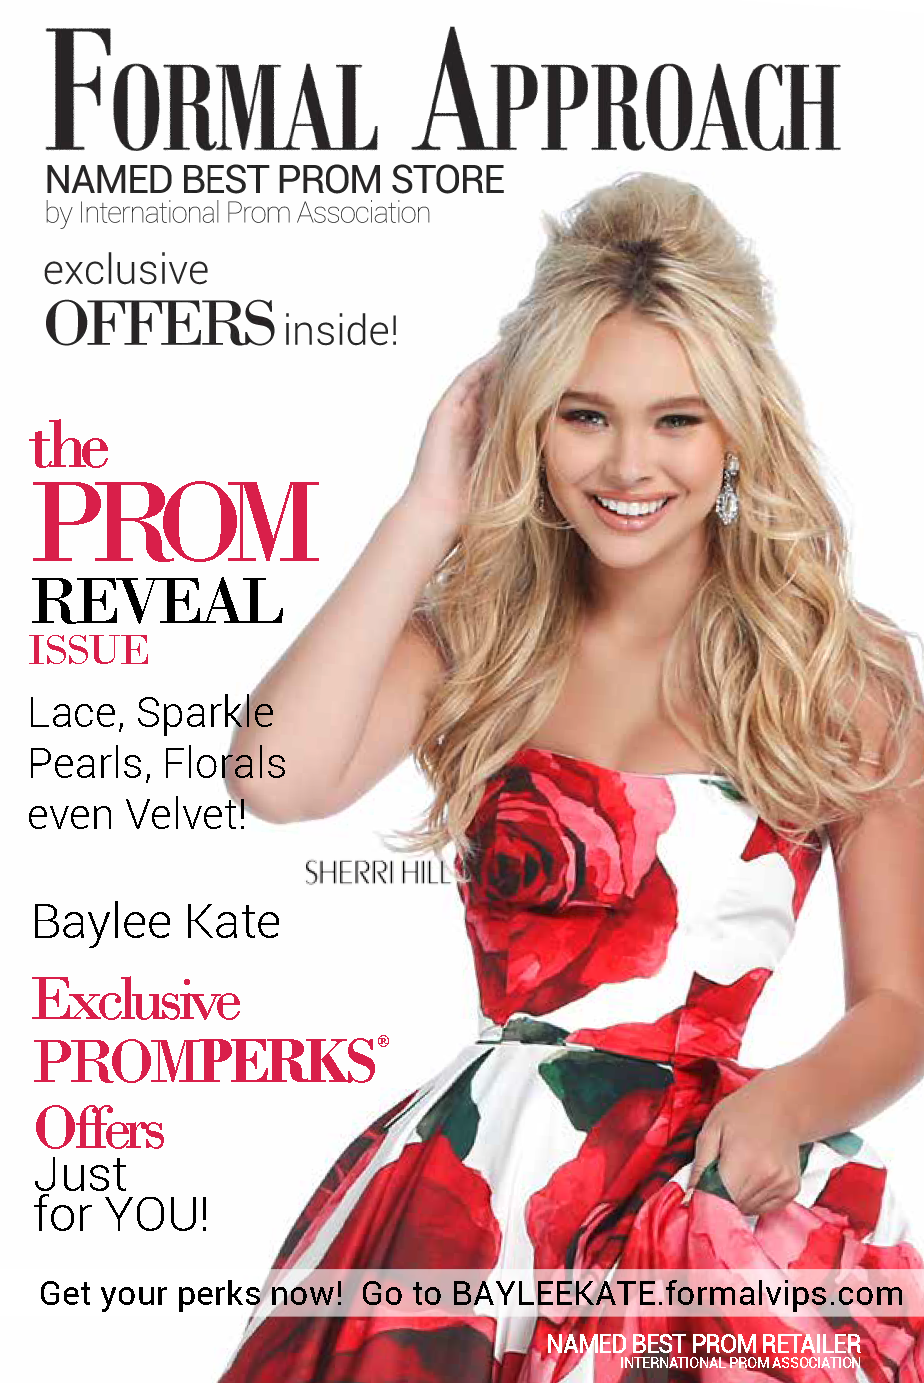 FORMAL APPROACH
NAMED BEST PROM STORE
by International Prom Association
exclusive
OFFERS inside!
the
PROM
REVEAL
ISSUE
Lace, Sparkle
Pearls, Florals
even Velvet!
SHERRI HILL
Baylee Kate
Exclusive
PROMPERKS®
Offers
Just
for YOU!
Get your perks now! Go to BAYLEEKATE.formalvips.com
NAMED BEST PROM RETAILER
INTERNATIONAL PROM ASSOCIATION